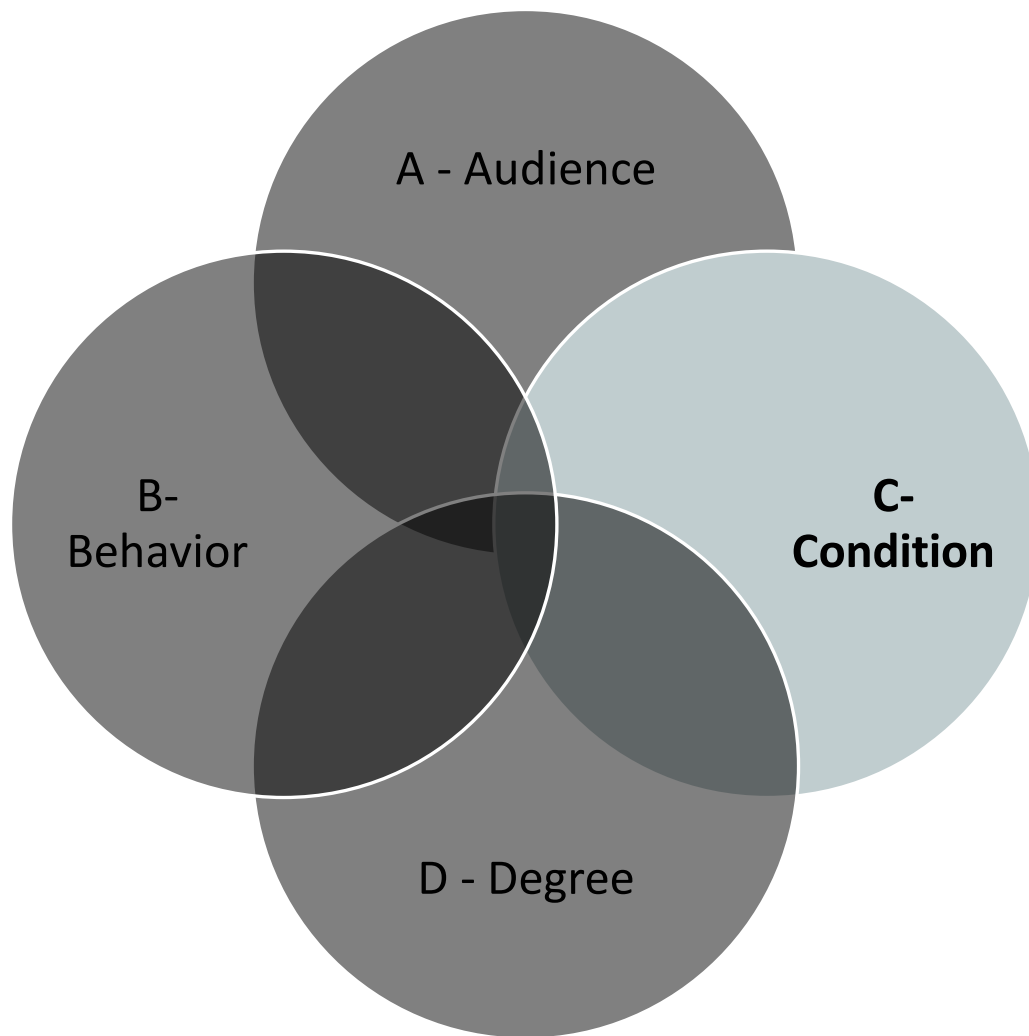 A - Audience
B-
Behavior
C-
Condition
D - Degree